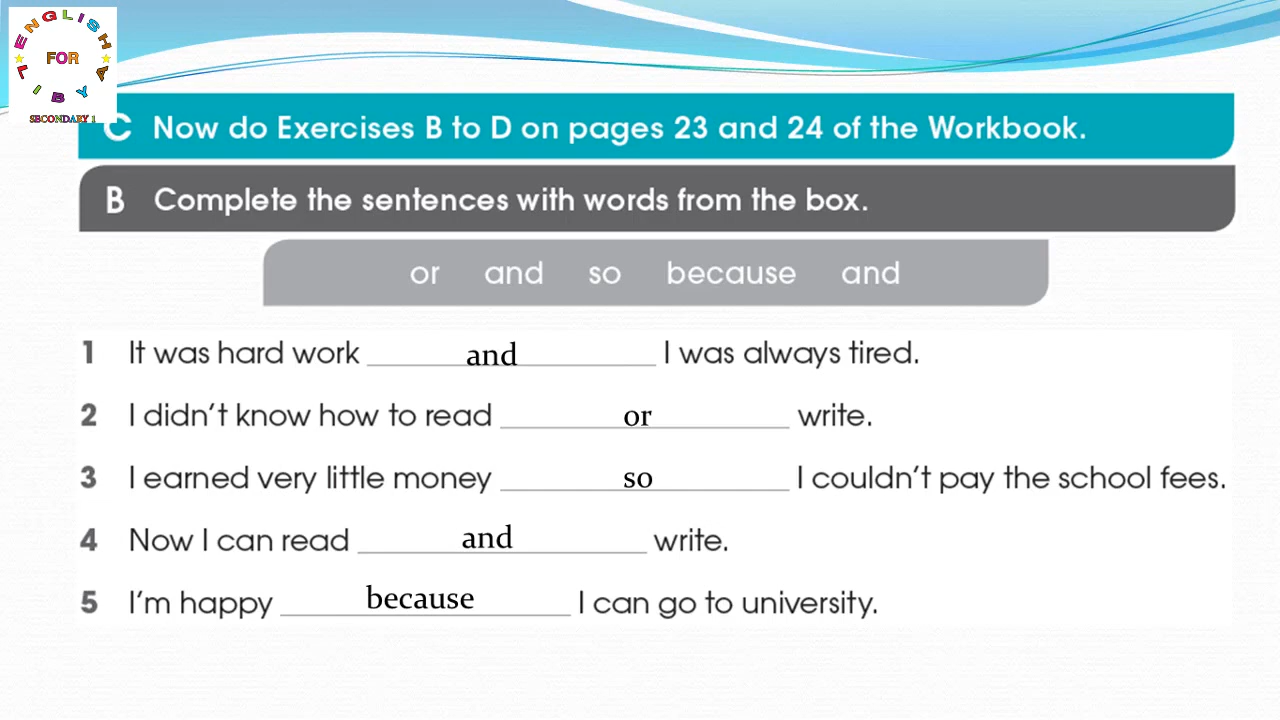 ENGLISH
FOR
LIBYA
SECONDARY 1
C Now do Exercises B to D on pages 23 and 24 of the Workbook.
B Complete the sentences with words from the box.
or and so because and
1 It was hard work and I was always tired.
2 I didn't know how to read or write.
3 I earned very little money so I couldn't pay the school fees.
4 Now I can read and write.
5 I'm happy because I can go to university.